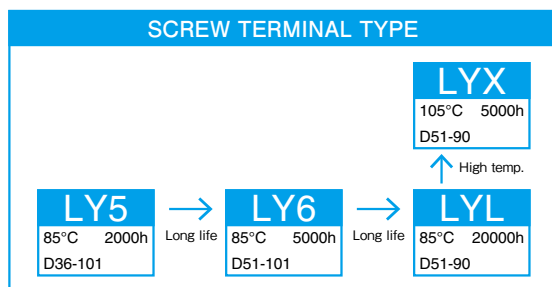 SCREW TERMINAL TYPE
LYX
105°C 5000h
D51-90
High temp.
LY5
85°C 2000h
D36-101
Long life
LY6
85°C 5000h
D51-101
Long life
LYL
85°C 20000h
D51-90